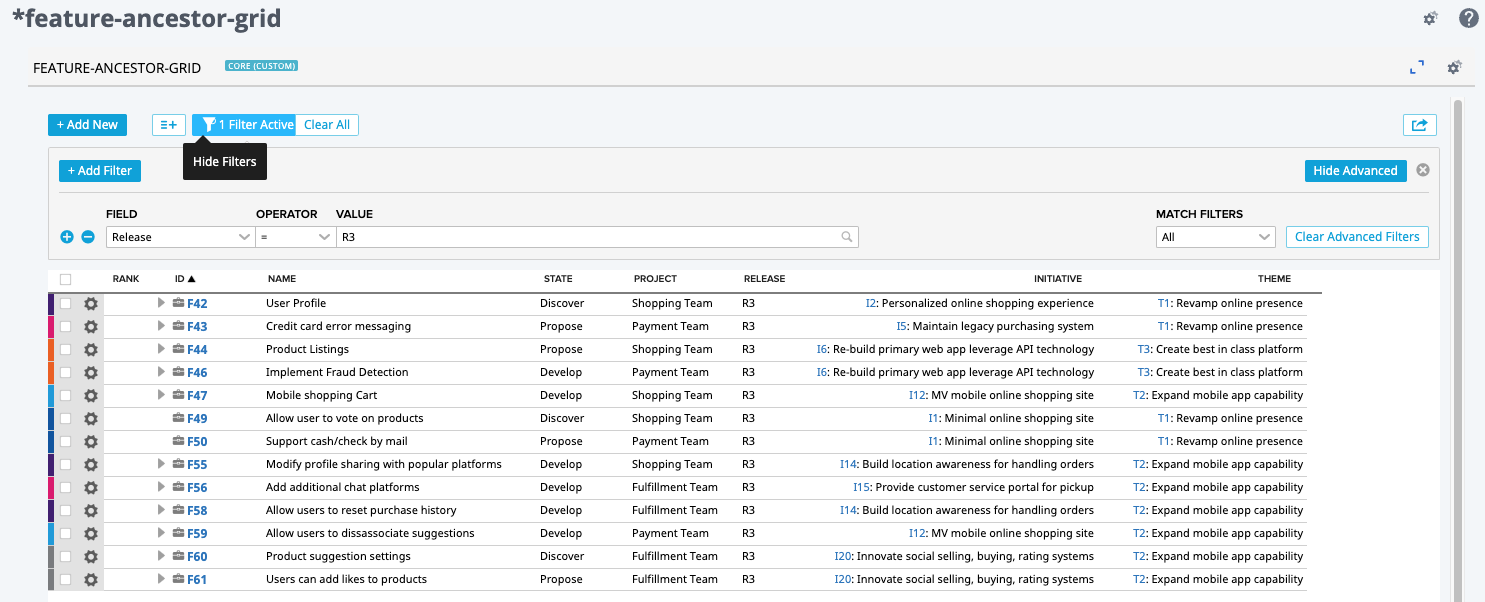 *feature-ancestor-grid
FEATURE-ANCESTOR-GRID CORE (CUSTOM)
+ Add New 1 Filter Active Clear All
Hide Filters
+ Add Filter Hide Advanced
FIELD OPERATOR VALUE MATCH FILTERS
Release = R3 All Clear Advanced Filters
RANK ID ▲ NAME STATE PROJECT RELEASE INITIATIVE THEME
F42 User Profile Discover Shopping Team R3 I2: Personalized online shopping experience T1: Revamp online presence
F43 Credit card error messaging Propose Payment Team R3 I5: Maintain legacy purchasing system T1: Revamp online presence
F44 Product Listings Propose Shopping Team R3 I6: Re-build primary web app leverage API technology T3: Create best in class platform
F46 Implement Fraud Detection Develop Payment Team R3 I6: Re-build primary web app leverage API technology T3: Create best in class platform
F47 Mobile shopping Cart Develop Shopping Team R3 I12: MV mobile online shopping site T2: Expand mobile app capability
F49 Allow user to vote on products Discover Shopping Team R3 I1: Minimal online shopping site T1: Revamp online presence
F50 Support cash/check by mail Propose Payment Team R3 I1: Minimal online shopping site T1: Revamp online presence
F55 Modify profile sharing with popular platforms Develop Shopping Team R3 I14: Build location awareness for handling orders T2: Expand mobile app capability
F56 Add additional chat platforms Develop Fulfillment Team R3 I15: Provide customer service portal for pickup T2: Expand mobile app capability
F58 Allow users to reset purchase history Develop Fulfillment Team R3 I14: Build location awareness for handling orders T2: Expand mobile app capability
F59 Allow users to dissassociate suggestions Develop Payment Team R3 I12: MV mobile online shopping site T2: Expand mobile app capability
F60 Product suggestion settings Discover Fulfillment Team R3 I20: Innovate social selling, buying, rating systems T2: Expand mobile app capability
F61 Users can add likes to products Propose Fulfillment Team R3 I20: Innovate social selling, buying, rating systems T2: Expand mobile app capability